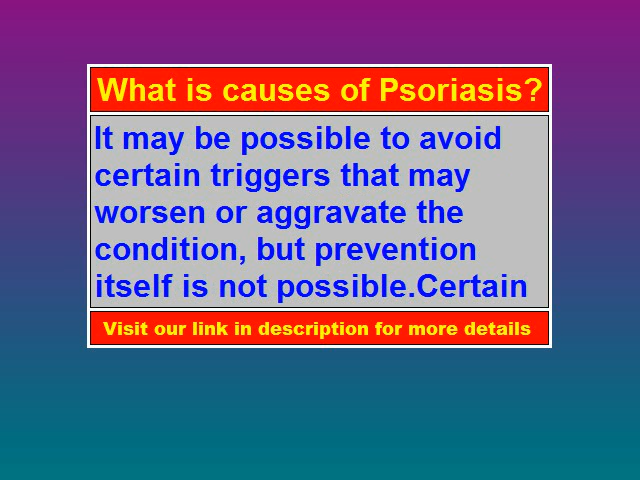 What is causes of Psoriasis?
It may be possible to avoid
certain triggers that may
worsen or aggravate the
condition, but prevention
itself is not possible.Certain
Visit our link in description for more details